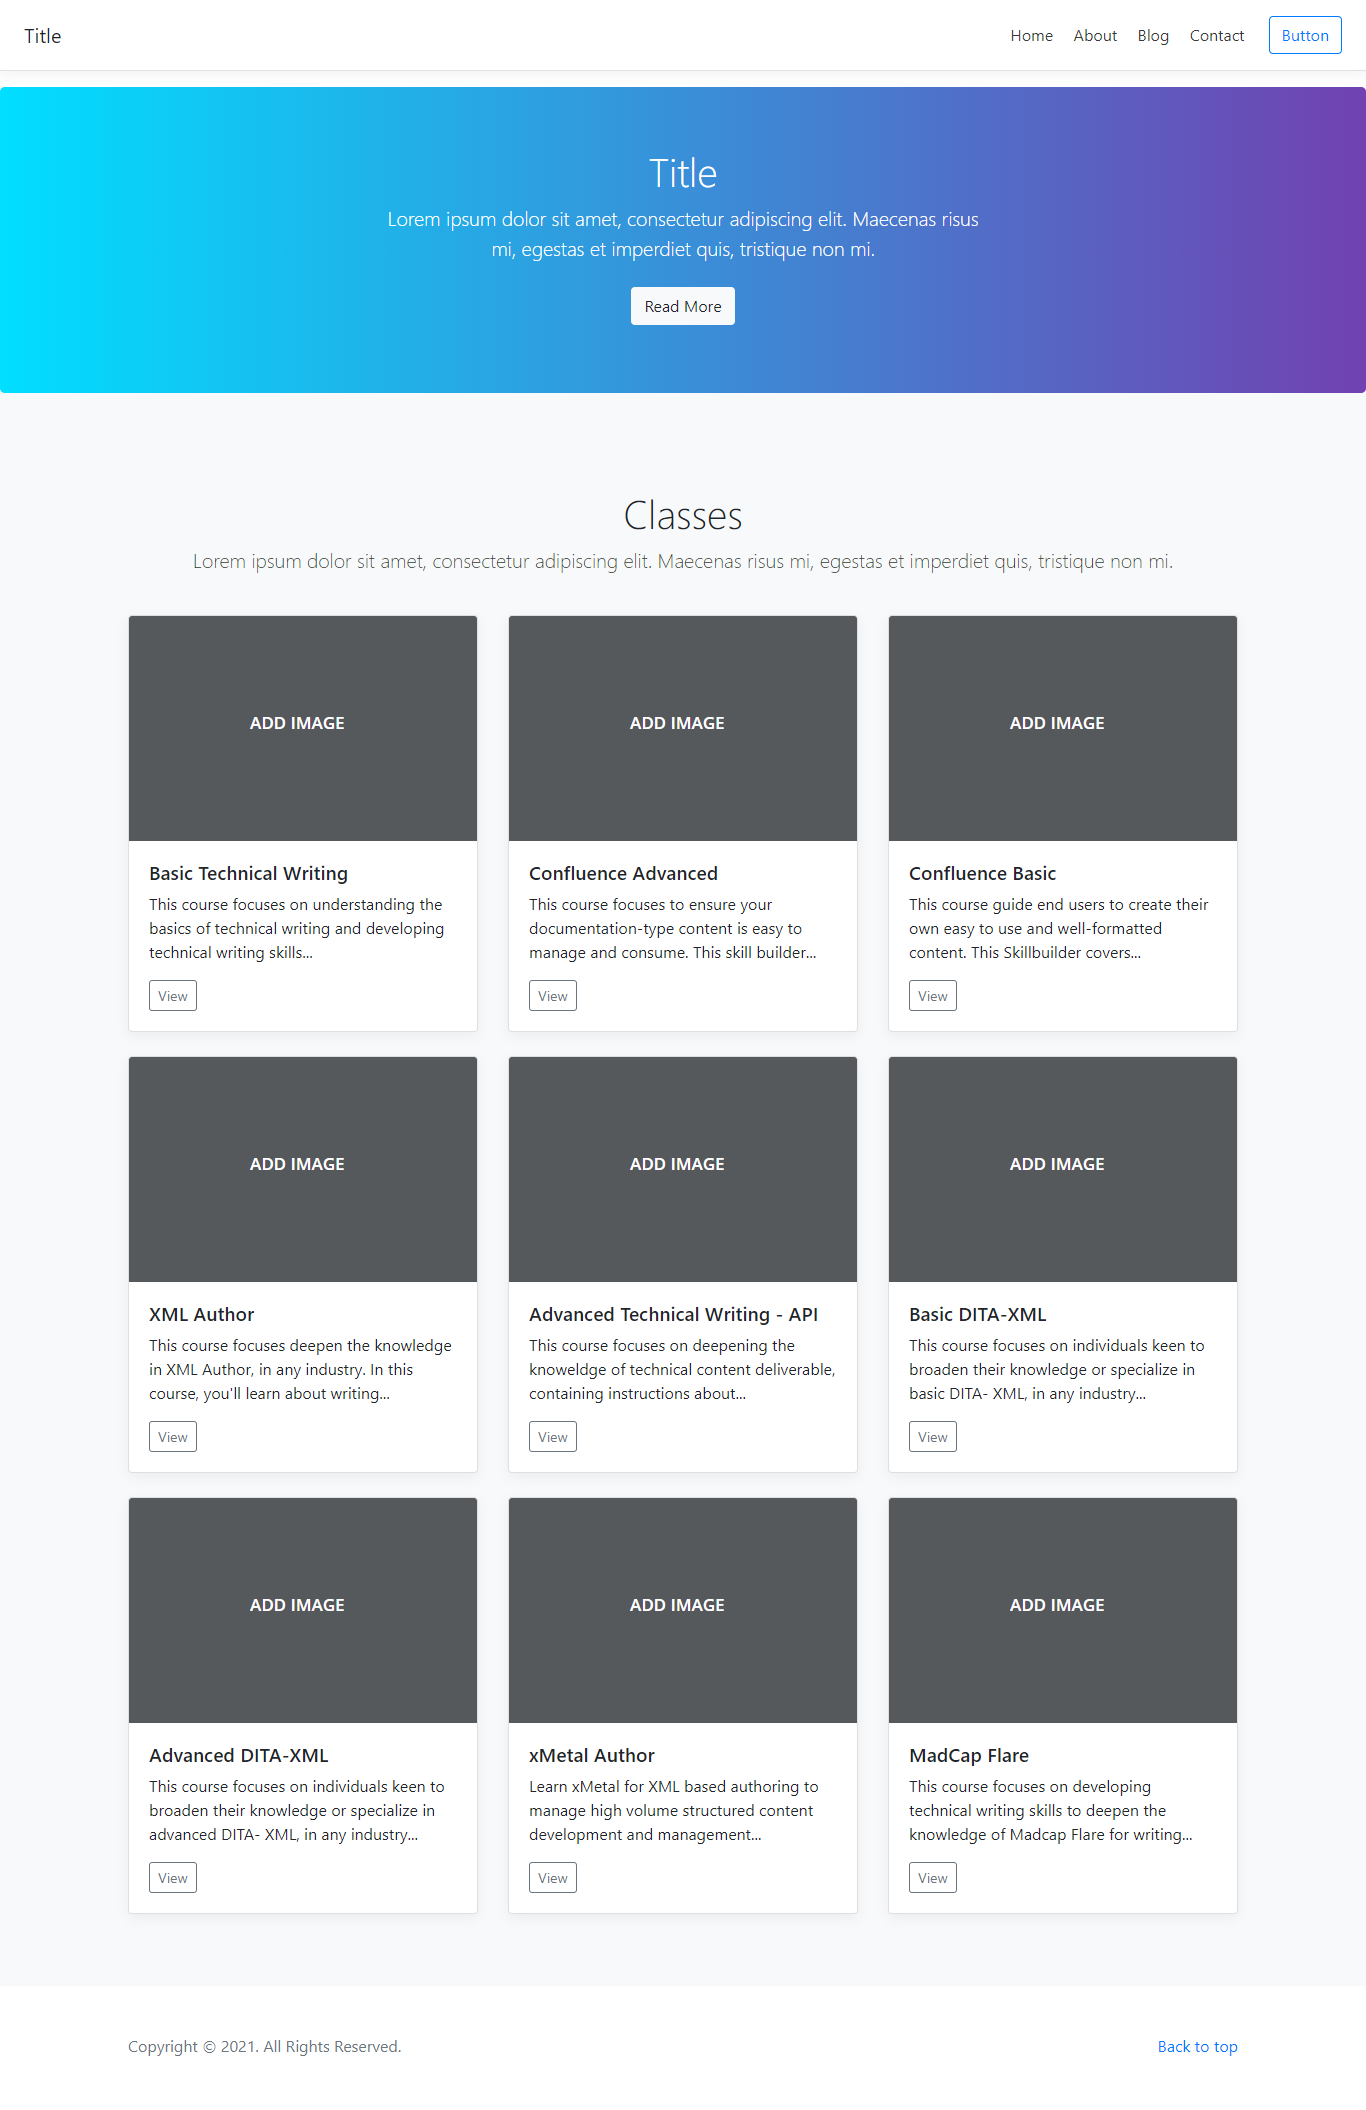 Title
Home About Blog Contact Button
Title
Lorem ipsum dolor sit amet, consectetur adipiscing elit. Maecenas risus
mi, egestas et imperdiet quis, tristique non mi.
Read More
Classes
Lorem ipsum dolor sit amet, consectetur adipiscing elit. Maecenas risus mi, egestas et imperdiet quis, tristique non mi.
ADD IMAGE
Basic Technical Writing
This course focuses on understanding the
basics of technical writing and developing
technical writing skills...
View
ADD IMAGE
Confluence Advanced
This course focuses to ensure your
documentation-type content is easy to
manage and consume. This skill builder...
View
ADD IMAGE
Confluence Basic
This course guide end users to create their
own easy to use and well-formatted
content. This Skillbuilder covers...
View
ADD IMAGE
XML Author
This course focuses deepen the knowledge
in XML Author, in any industry. In this
course, you'll learn about writing...
View
ADD IMAGE
Advanced Technical Writing - API
This course focuses on deepening the
knoweldge of technical content deliverable,
containing instructions about...
View
ADD IMAGE
Basic DITA-XML
This course focuses on individuals keen to
broaden their knowledge or specialize in
basic DITA- XML, in any industry...
View
ADD IMAGE
Advanced DITA-XML
This course focuses on individuals keen to
broaden their knowledge or specialize in
advanced DITA- XML, in any industry...
View
ADD IMAGE
xMetal Author
Learn xMetal for XML based authoring to
manage high volume structured content
development and management...
View
ADD IMAGE
MadCap Flare
This course focuses on developing
technical writing skills to deepen the
knowledge of Madcap Flare for writing...
View
Copyright © 2021. All Rights Reserved.
Back to top